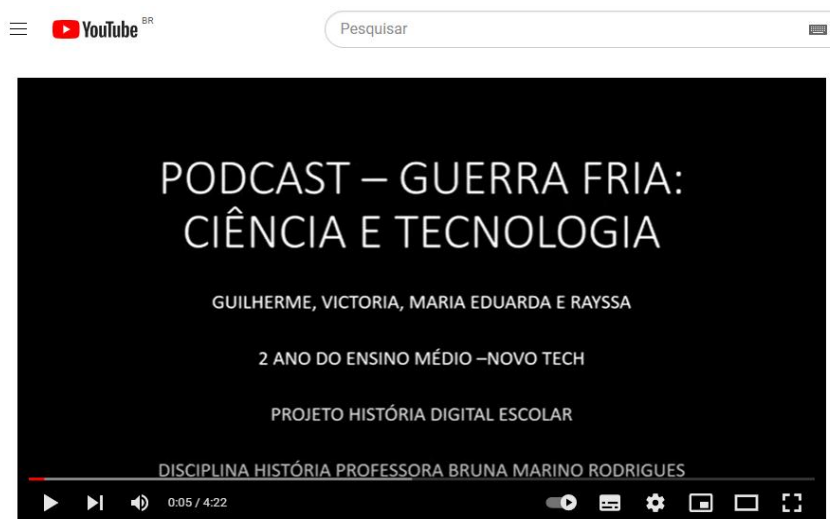 YouTube BR
Pesquisar
PODCAST – GUERRA FRIA:
CIÊNCIA E TECNOLOGIA
GUILHERME, VICTORIA, MARIA EDUARDA E RAYSSA
2 ANO DO ENSINO MÉDIO –NOVO TECH
PROJETO HISTÓRIA DIGITAL ESCOLAR
DISCIPLINA HISTÓRIA PROFESSORA BRUNA MARINO RODRIGUES
0:05 / 4:22